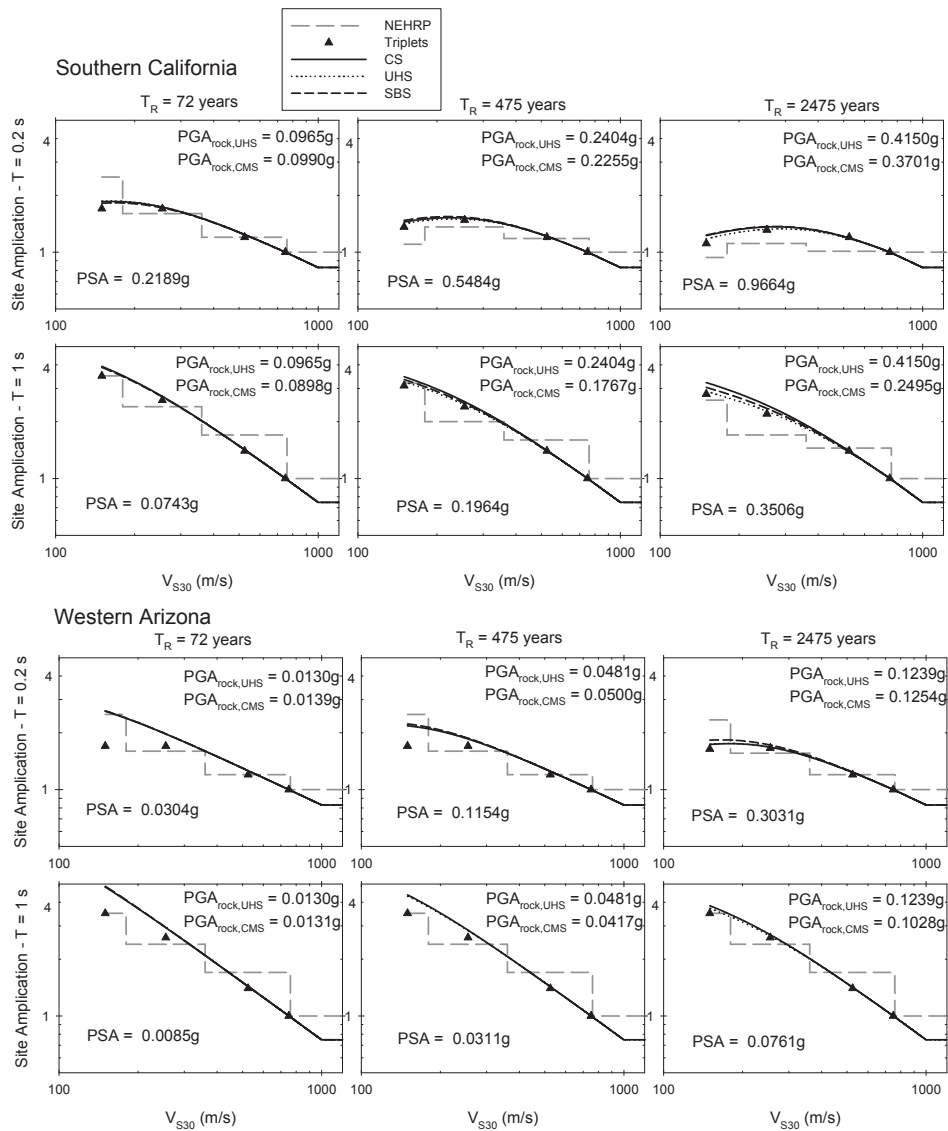 NEHRP
Triplets
CS
UHS
SBS
Southern California
T_R = 72 years
T_R = 475 years
T_R = 2475 years
Site Amplication - T = 0.2 s
4
1
PGA_rock,UHS = 0.0965g
PGA_rock,CMS = 0.0990g
PSA = 0.2189g
100
1000
4
1
PGA_rock,UHS = 0.2404g
PGA_rock,CMS = 0.2255g
PSA = 0.5484g
100
1000
4
1
PGA_rock,UHS = 0.4150g
PGA_rock,CMS = 0.3701g
PSA = 0.9664g
100
1000
Site Amplication - T = 1 s
4
1
PGA_rock,UHS = 0.0965g
PGA_rock,CMS = 0.0898g
PSA = 0.0743g
100
1000
V_S30 (m/s)
4
1
PGA_rock,UHS = 0.2404g
PGA_rock,CMS = 0.1767g
PSA = 0.1964g
100
1000
V_S30 (m/s)
4
1
PGA_rock,UHS = 0.4150g
PGA_rock,CMS = 0.2495g
PSA = 0.3506g
100
1000
V_S30 (m/s)
Western Arizona
T_R = 72 years
T_R = 475 years
T_R = 2475 years
Site Amplication - T = 0.2 s
4
1
PGA_rock,UHS = 0.0130g
PGA_rock,CMS = 0.0139g
PSA = 0.0304g
100
1000
4
1
PGA_rock,UHS = 0.0481g
PGA_rock,CMS = 0.0500g
PSA = 0.1154g
100
1000
4
1
PGA_rock,UHS = 0.1239g
PGA_rock,CMS = 0.1254g
PSA = 0.3031g
100
1000
Site Amplication - T = 1 s
4
1
PGA_rock,UHS = 0.0130g
PGA_rock,CMS = 0.0131g
PSA = 0.0085g
100
1000
V_S30 (m/s)
4
1
PGA_rock,UHS = 0.0481g
PGA_rock,CMS = 0.0417g
PSA = 0.0311g
100
1000
V_S30 (m/s)
4
1
PGA_rock,UHS = 0.1239g
PGA_rock,CMS = 0.1028g
PSA = 0.0761g
100
1000
V_S30 (m/s)